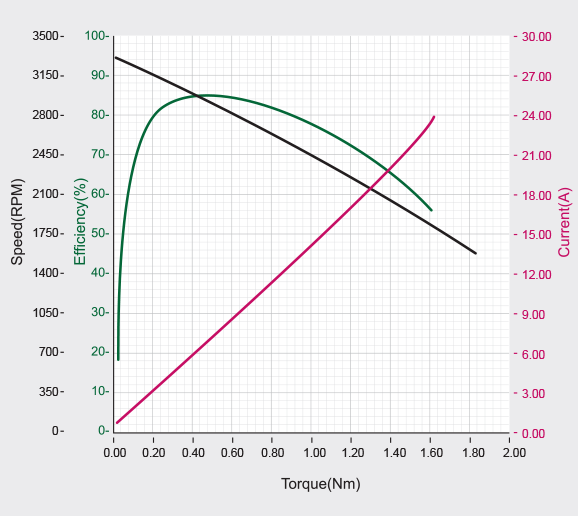 3500- 100- - 30.00
3150- 90- - 27.00
2800- 80- - 24.00
2450- 70- - 21.00
2100- 60- - 18.00
1750- 50- - 15.00
1400- 40- - 12.00
1050- 30- - 9.00
700- 20- - 6.00
350- 10- - 3.00
0- 0- - 0.00
Speed(RPM)
Efficiency(%)
Current(A)
0.00 0.20 0.40 0.60 0.80 1.00 1.20 1.40 1.60 1.80 2.00
Torque(Nm)